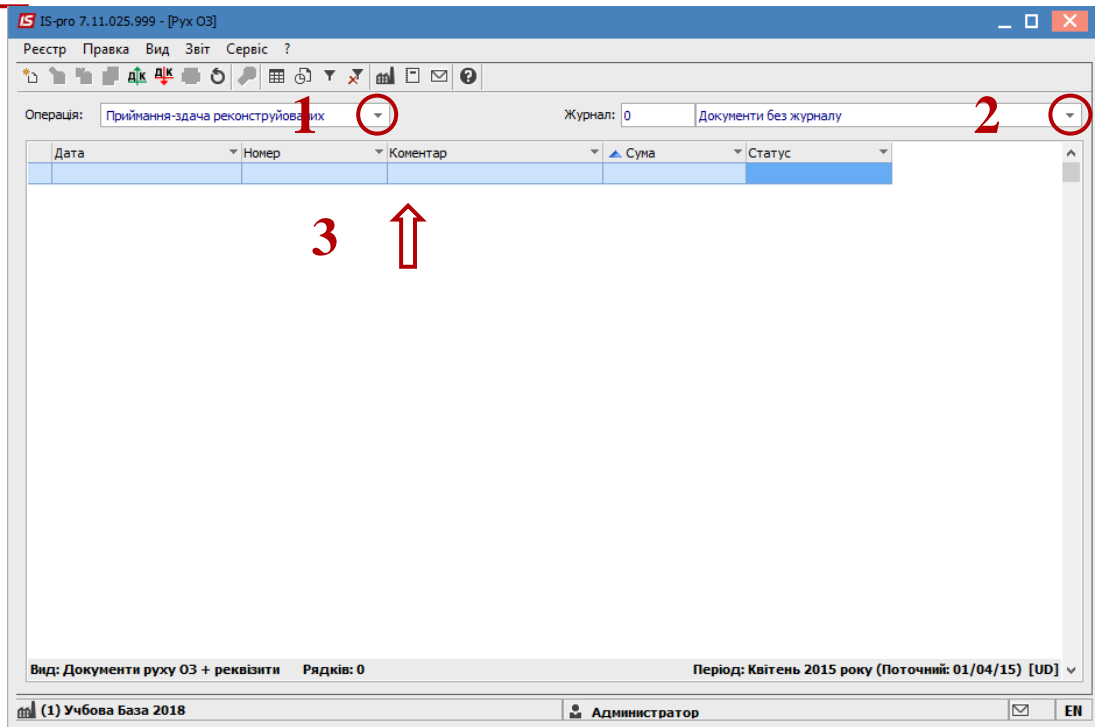 IS-pro 7.11.025.999 - [Рух ОЗ]
Реєстр Правка Вид Звіт Сервіс ?
Операція: Приймання-здача реконструйованих 1 Журнал: 0 Документи без журналу 2
Дата Номер Коментар Сума Статус
3
Вид: Документи руху ОЗ + реквізити Рядків: 0 Період: Квітень 2015 року (Поточний: 01/04/15) [UD]
(1) Учбова База 2018 Администратор EN